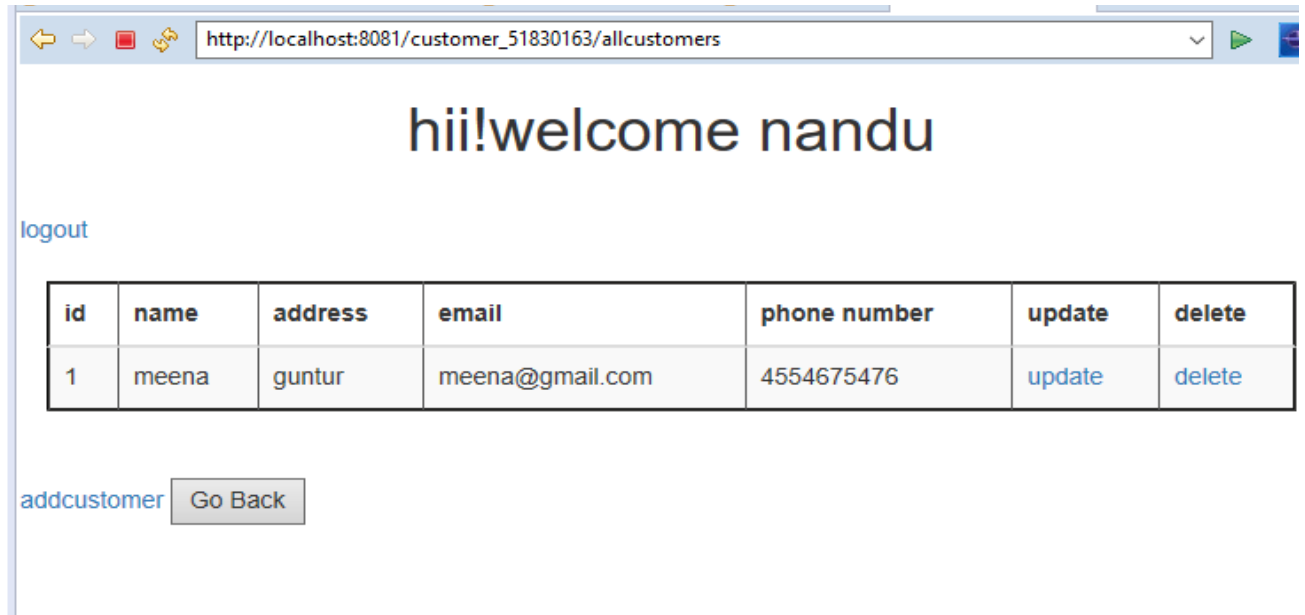 http://localhost:8081/customer_51830163/allcustomers
hii!welcome nandu
logout
id name address email phone number update delete
1 meena guntur meena@gmail.com 4554675476 update delete
addcustomer Go Back